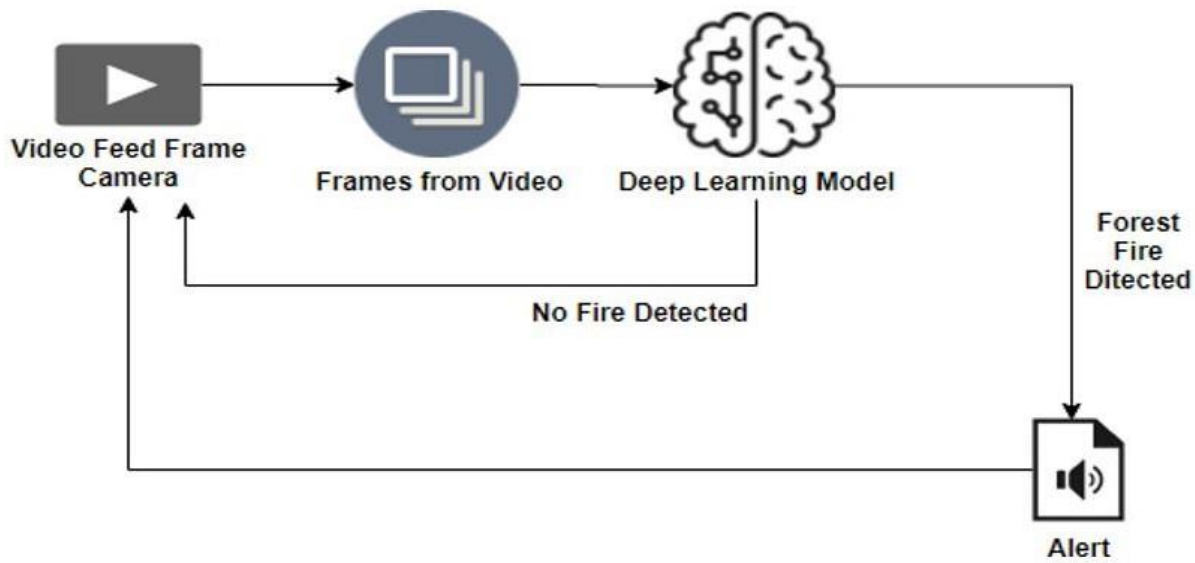 Video Feed Frame
Camera
Frames from Video
Deep Learning Model
Forest
Fire
Ditected
No Fire Detected
Alert